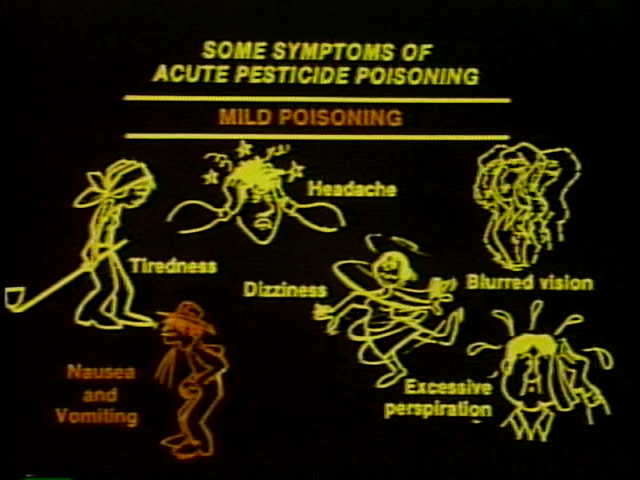 SOME SYMPTOMS OF
ACUTE PESTICIDE POISONING
MILD POISONING
Headache
Tiredness
Dizziness
Blurred vision
Nausea
and
Vomiting
Excessive
perspiration